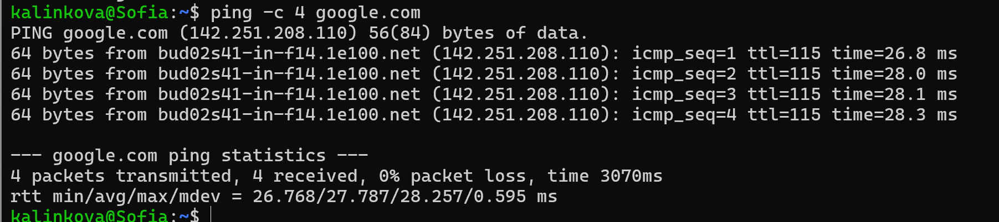 kalinkova@Sofia:~$ ping -c 4 google.com
PING google.com (142.251.208.110) 56(84) bytes of data.
64 bytes from bud02s41-in-f14.1e100.net (142.251.208.110): icmp_seq=1 ttl=115 time=26.8 ms
64 bytes from bud02s41-in-f14.1e100.net (142.251.208.110): icmp_seq=2 ttl=115 time=28.0 ms
64 bytes from bud02s41-in-f14.1e100.net (142.251.208.110): icmp_seq=3 ttl=115 time=28.1 ms
64 bytes from bud02s41-in-f14.1e100.net (142.251.208.110): icmp_seq=4 ttl=115 time=28.3 ms
--- google.com ping statistics ---
4 packets transmitted, 4 received, 0% packet loss, time 3070ms
rtt min/avg/max/mdev = 26.768/27.787/28.257/0.595 ms
kalinkova@Sofia:~$